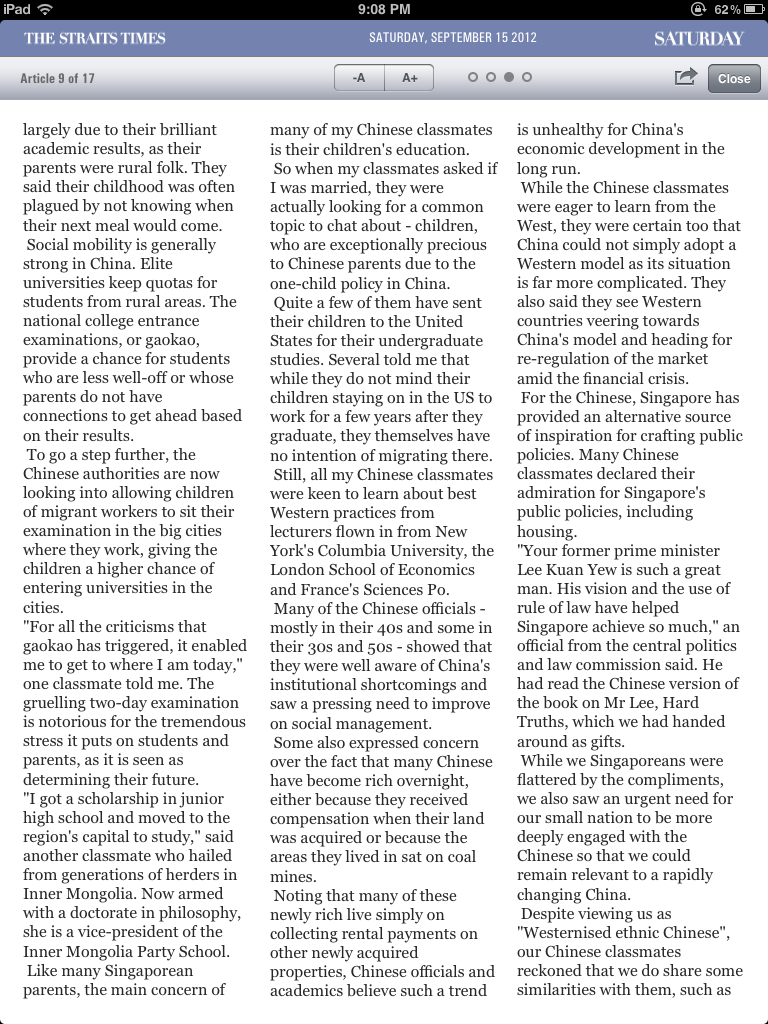 iPad
9:08 PM
62%
THE STRAITS TIMES
SATURDAY, SEPTEMBER 15 2012
SATURDAY
Article 9 of 17
-A
A+
Close
largely due to their brilliant
academic results, as their
parents were rural folk. They
said their childhood was often
plagued by not knowing when
their next meal would come.
Social mobility is generally
strong in China. Elite
universities keep quotas for
students from rural areas. The
national college entrance
examinations, or gaokao,
provide a chance for students
who are less well-off or whose
parents do not have
connections to get ahead based
on their results.
To go a step further, the
Chinese authorities are now
looking into allowing children
of migrant workers to sit their
examination in the big cities
where they work, giving the
children a higher chance of
entering universities in the
cities.
"For all the criticisms that
gaokao has triggered, it enabled
me to get to where I am today,"
one classmate told me. The
gruelling two-day examination
is notorious for the tremendous
stress it puts on students and
parents, as it is seen as
determining their future.
"I got a scholarship in junior
high school and moved to the
region's capital to study," said
another classmate who hailed
from generations of herders in
Inner Mongolia. Now armed
with a doctorate in philosophy,
she is a vice-president of the
Inner Mongolia Party School.
Like many Singaporean
parents, the main concern of
many of my Chinese classmates
is their children's education.
So when my classmates asked if
I was married, they were
actually looking for a common
topic to chat about - children,
who are exceptionally precious
to Chinese parents due to the
one-child policy in China.
Quite a few of them have sent
their children to the United
States for their undergraduate
studies. Several told me that
while they do not mind their
children staying on in the US to
work for a few years after they
graduate, they themselves have
no intention of migrating there.
Still, all my Chinese classmates
were keen to learn about best
Western practices from
lecturers flown in from New
York's Columbia University, the
London School of Economics
and France's Sciences Po.
Many of the Chinese officials -
mostly in their 40s and some in
their 30s and 50s - showed that
they were well aware of China's
institutional shortcomings and
saw a pressing need to improve
on social management.
Some also expressed concern
over the fact that many Chinese
have become rich overnight,
either because they received
compensation when their land
was acquired or because the
areas they lived in sat on coal
mines.
Noting that many of these
newly rich live simply on
collecting rental payments on
other newly acquired
properties, Chinese officials and
academics believe such a trend
is unhealthy for China's
economic development in the
long run.
While the Chinese classmates
were eager to learn from the
West, they were certain too that
China could not simply adopt a
Western model as its situation
is far more complicated. They
also said they see Western
countries veering towards
China's model and heading for
re-regulation of the market
amid the financial crisis.
For the Chinese, Singapore has
provided an alternative source
of inspiration for crafting public
policies. Many Chinese
classmates declared their
admiration for Singapore's
public policies, including
housing.
"Your former prime minister
Lee Kuan Yew is such a great
man. His vision and the use of
rule of law have helped
Singapore achieve so much," an
official from the central politics
and law commission said. He
had read the Chinese version of
the book on Mr Lee, Hard
Truths, which we had handed
around as gifts.
While we Singaporeans were
flattered by the compliments,
we also saw an urgent need for
our small nation to be more
deeply engaged with the
Chinese so that we could
remain relevant to a rapidly
changing China.
Despite viewing us as
"Westernised ethnic Chinese",
our Chinese classmates
reckoned that we do share some
similarities with them, such as